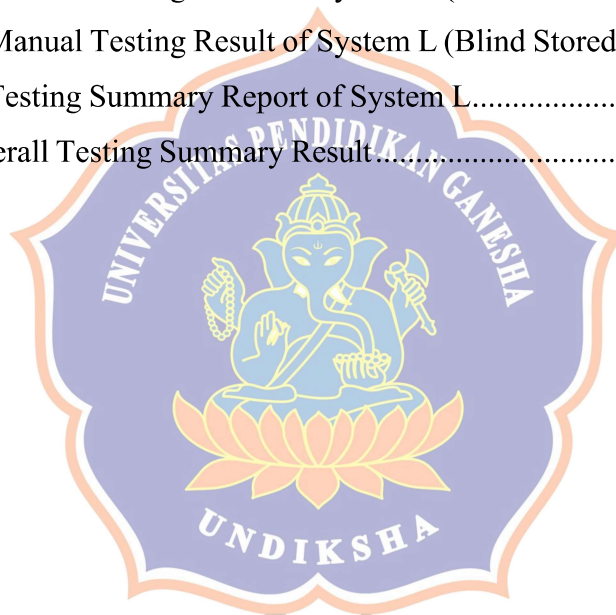 Manual Testing Result of System L (Blind Stored
Testing Summary Report of System L..................
erall Testing Summary Result..............................
UNIVERSITAS PENDIDIKAN GANESHA
UNDIKSHA